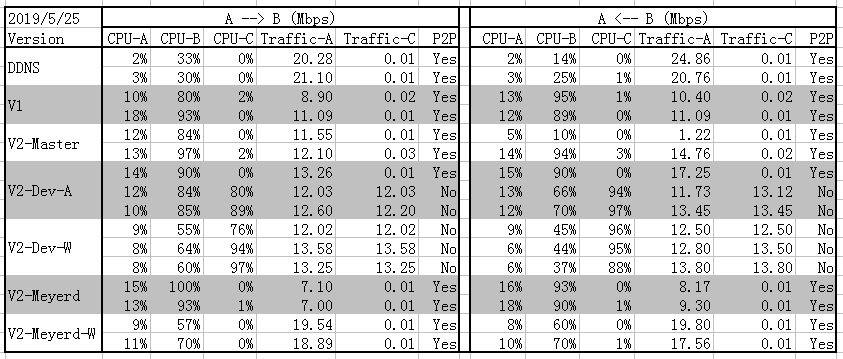 2019/5/25 A --> B (Mbps) A <-- B (Mbps)
Version CPU-A CPU-B CPU-C Traffic-A Traffic-C P2P CPU-A CPU-B CPU-C Traffic-A Traffic-C P2P
DDNS 2% 33% 0% 20.28 0.01 Yes 2% 14% 0% 24.86 0.01 Yes
3% 30% 0% 21.10 0.01 Yes 3% 25% 1% 20.76 0.01 Yes
V1 10% 80% 2% 8.90 0.02 Yes 13% 95% 1% 10.40 0.02 Yes
18% 93% 0% 11.09 0.01 Yes 12% 89% 0% 11.09 0.01 Yes
V2-Master 12% 84% 0% 11.55 0.01 Yes 5% 10% 0% 1.22 0.01 Yes
13% 97% 2% 12.10 0.03 Yes 14% 94% 3% 14.76 0.02 Yes
V2-Dev-A 14% 90% 0% 13.26 0.01 Yes 15% 90% 0% 17.25 0.01 Yes
12% 84% 80% 12.03 12.03 No 13% 66% 94% 11.73 13.12 No
10% 85% 89% 12.60 12.20 No 12% 70% 97% 13.45 13.45 No
V2-Dev-W 9% 55% 76% 12.02 12.02 No 9% 45% 96% 12.50 12.50 No
8% 64% 94% 13.58 13.58 No 6% 44% 95% 12.80 13.50 No
8% 60% 97% 13.25 13.25 No 6% 37% 88% 13.80 13.80 No
V2-Meyerd 15% 100% 0% 7.10 0.01 Yes 16% 93% 0% 8.17 0.01 Yes
13% 93% 1% 7.00 0.01 Yes 18% 90% 1% 9.30 0.01 Yes
V2-Meyerd-W 9% 57% 0% 19.54 0.01 Yes 8% 60% 0% 19.80 0.01 Yes
11% 70% 0% 18.89 0.01 Yes 10% 70% 1% 17.56 0.01 Yes